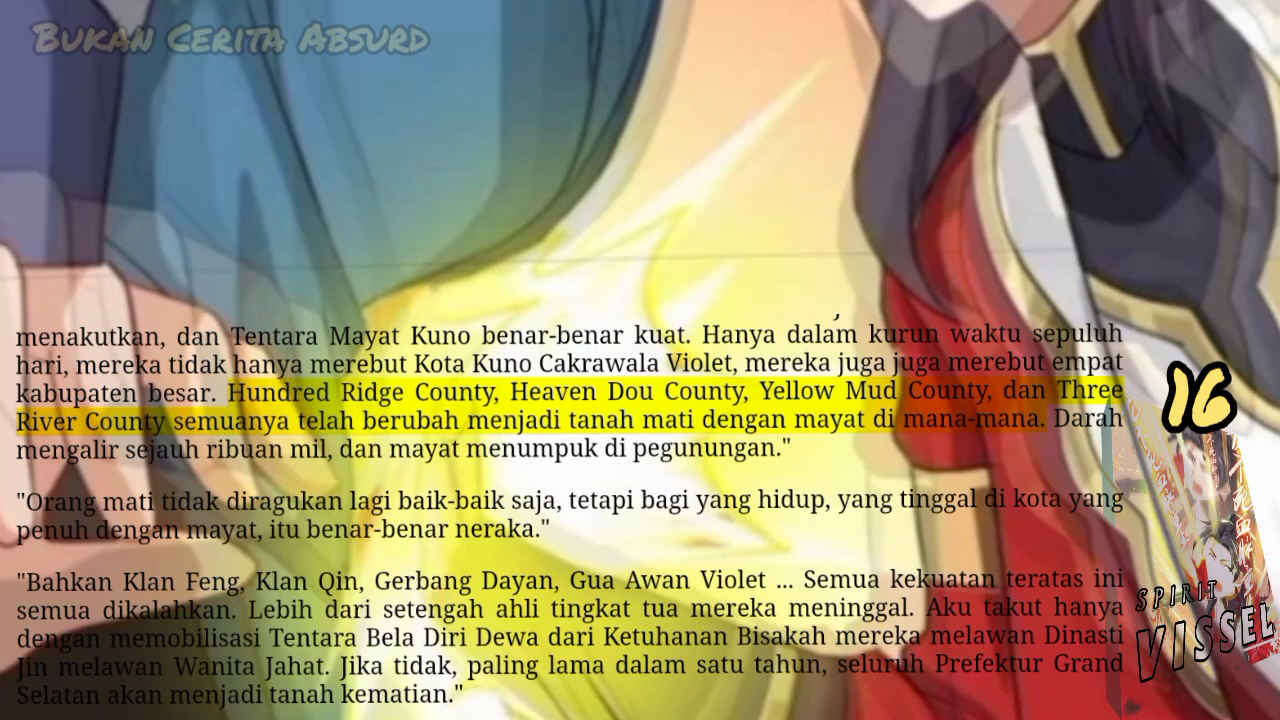 Bukan Cerita Absurd
menakutkan, dan Tentara Mayat Kuno benar-benar kuat. Hanya dalam kurun waktu sepuluh
hari, mereka tidak hanya merebut Kota Kuno Cakrawala Violet, mereka juga juga merebut empat
kabupaten besar. Hundred Ridge County, Heaven Dou County, Yellow Mud County, dan Three
River County semuanya telah berubah menjadi tanah mati dengan mayat di mana-mana. Darah
mengalir sejauh ribuan mil, dan mayat menumpuk di pegunungan."
"Orang mati tidak diragukan lagi baik-baik saja, tetapi bagi yang hidup, yang tinggal di kota yang
penuh dengan mayat, itu benar-benar neraka."
"Bahkan Klan Feng, Klan Qin, Gerbang Dayan, Gua Awan Violet ... Semua kekuatan teratas ini
semua dikalahkan. Lebih dari setengah ahli tingkat tua mereka meninggal. Aku takut hanya
dengan memobilisasi Tentara Bela Diri Dewa dari Ketuhanan Bisakah mereka melawan Dinasti
Jin melawan Wanita Jahat. Jika tidak, paling lama dalam satu tahun, seluruh Prefektur Grand
Selatan akan menjadi tanah kematian."
16
SPIRIT
VISSEL